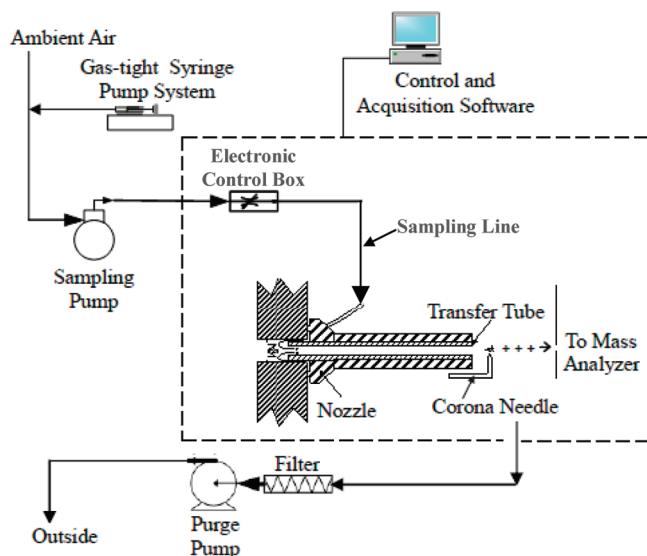 Ambient Air
Gas-tight Syringe
Pump System
Control and
Acquisition Software
Electronic
Control Box
Sampling Line
Sampling
Pump
Transfer Tube
To Mass
Analyzer
Nozzle
Corona Needle
Filter
Purge
Pump
Outside